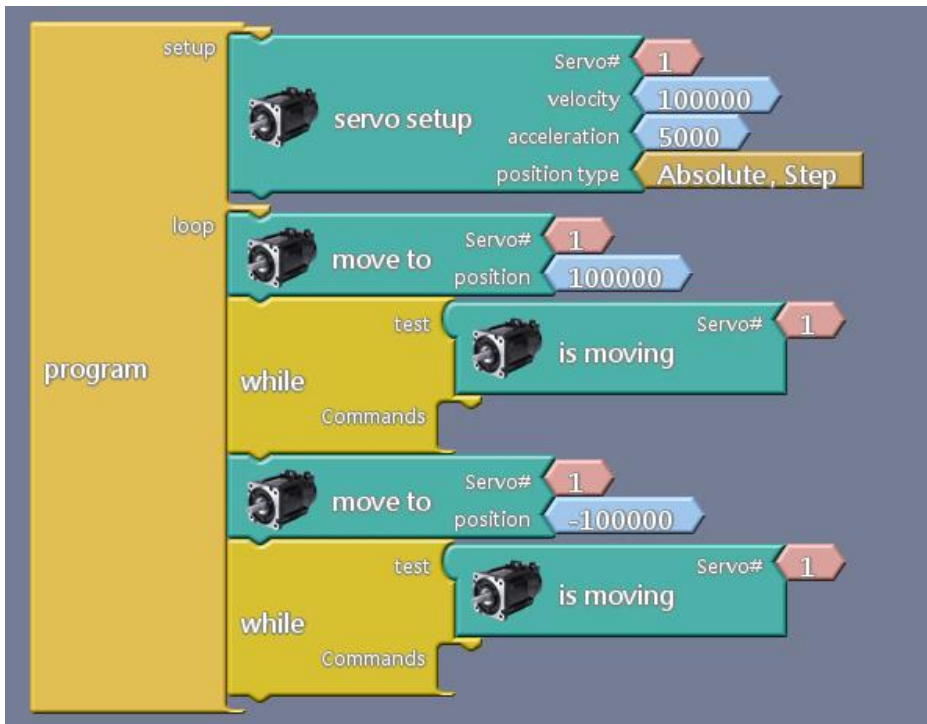 setup
Servo# 1
velocity 100000
servo setup
acceleration 5000
position type Absolute , Step
loop
Servo# 1
move to
position 100000
test
Servo# 1
is moving
program
while
Commands
Servo# 1
move to
position -100000
test
Servo# 1
is moving
while
Commands